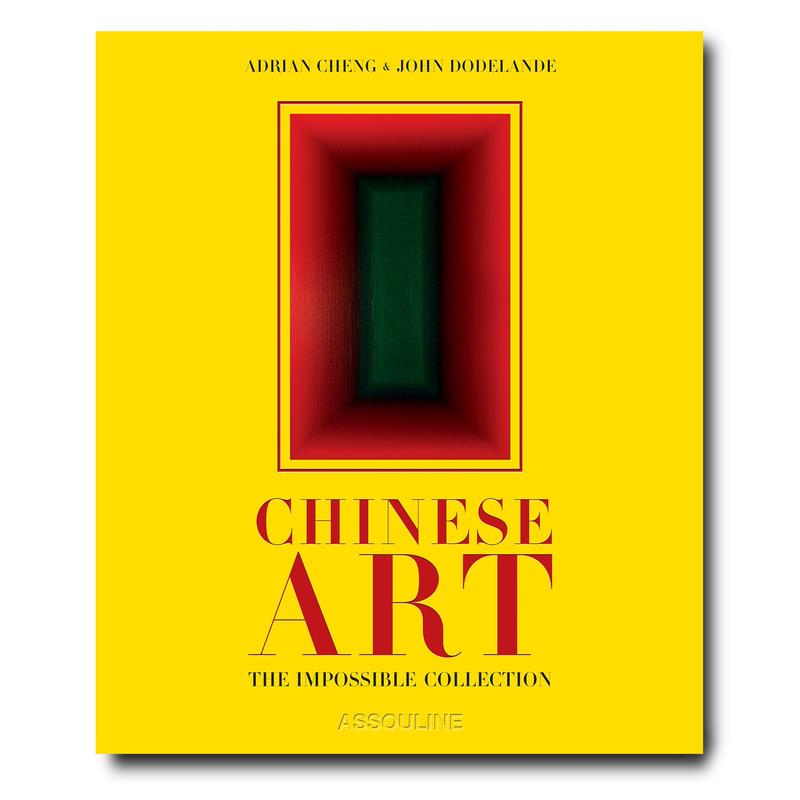 ADRIAN CHENG & JOHN DODELANDE
CHINESE
ART
THE IMPOSSIBLE COLLECTION
ASSOULINE